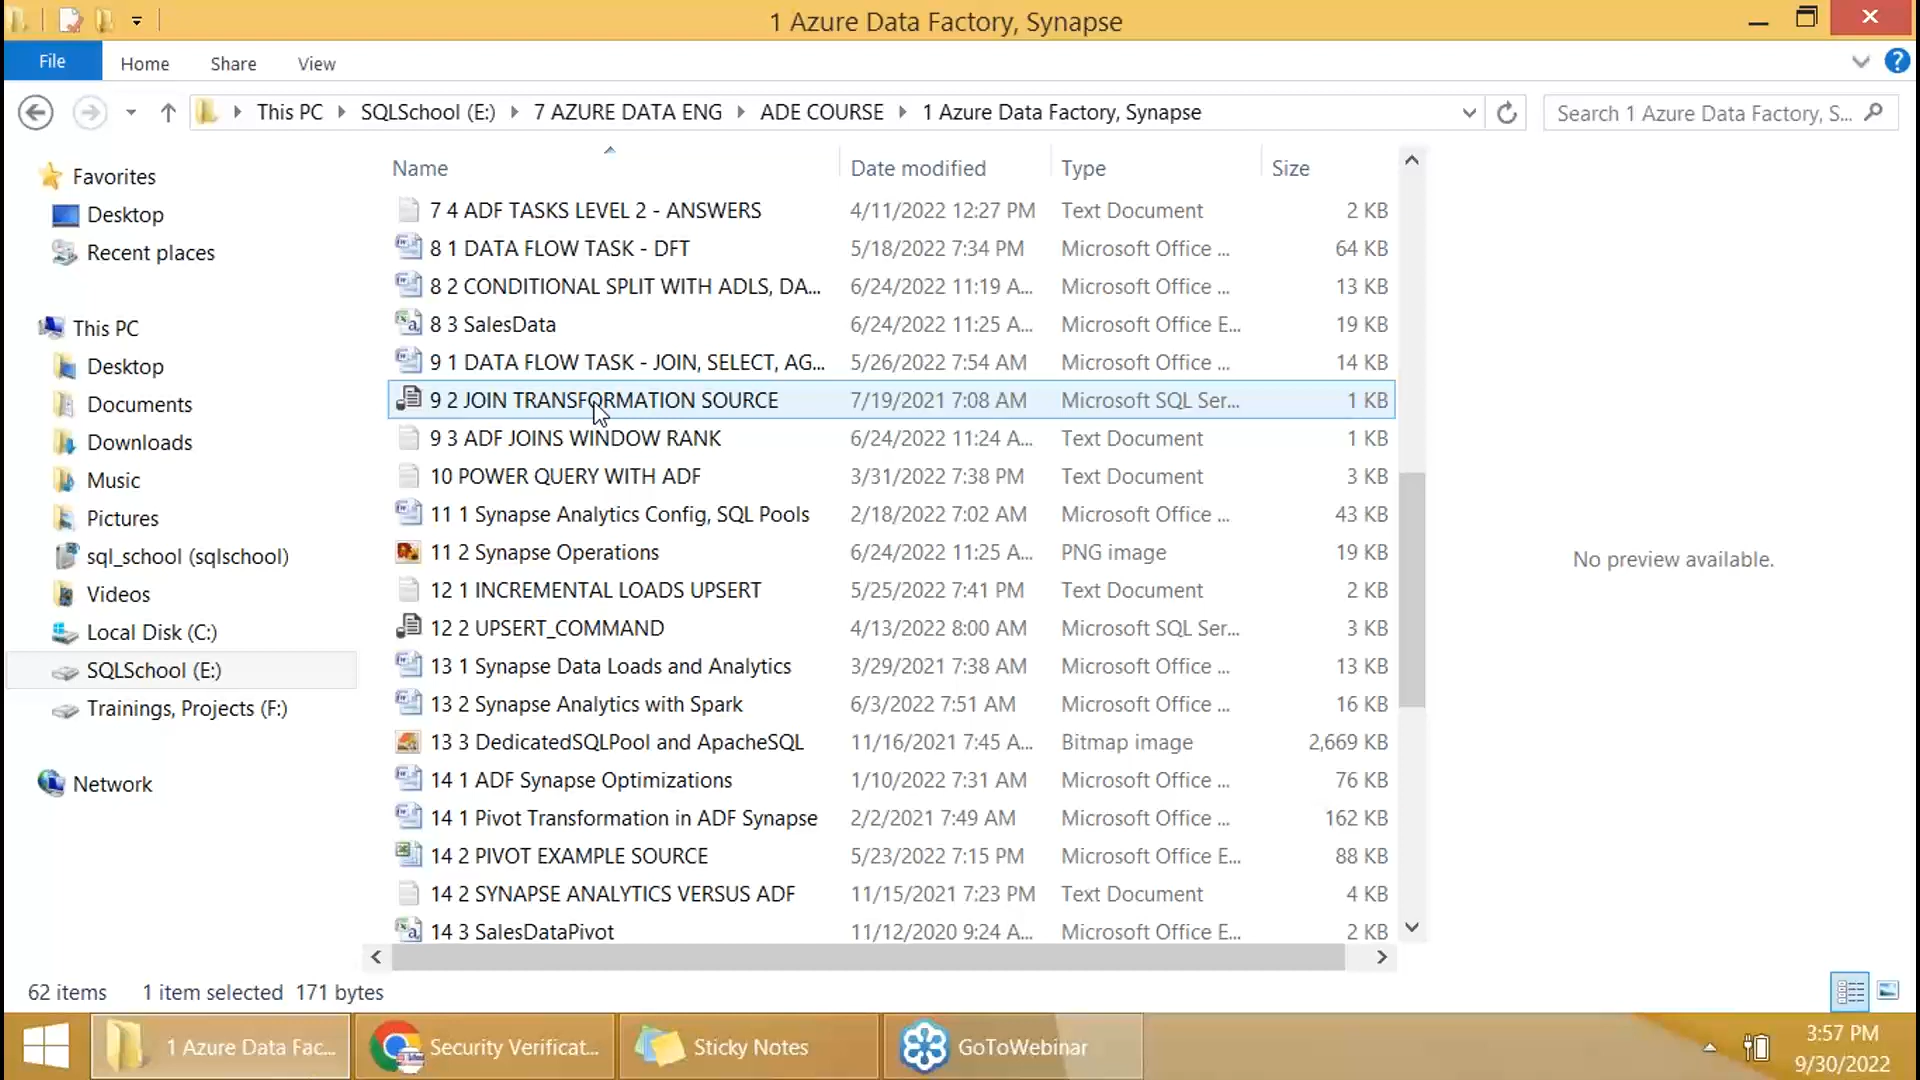 1 Azure Data Factory, Synapse
File Home Share View
This PC SQLSchool (E:) 7 AZURE DATA ENG ADE COURSE 1 Azure Data Factory, Synapse
Search 1 Azure Data Factory, S...
Favorites
Desktop
Recent places
This PC
Desktop
Documents
Downloads
Music
Pictures
sql_school (sqlschool)
Videos
Local Disk (C:)
SQLSchool (E:)
Trainings, Projects (F:)
Network
Name Date modified Type Size
7 4 ADF TASKS LEVEL 2 - ANSWERS 4/11/2022 12:27 PM Text Document 2 KB
8 1 DATA FLOW TASK - DFT 5/18/2022 7:34 PM Microsoft Office ... 64 KB
8 2 CONDITIONAL SPLIT WITH ADLS, DA... 6/24/2022 11:19 A... Microsoft Office ... 13 KB
8 3 SalesData 6/24/2022 11:25 A... Microsoft Office E... 19 KB
9 1 DATA FLOW TASK - JOIN, SELECT, AG... 5/26/2022 7:54 AM Microsoft Office ... 14 KB
9 2 JOIN TRANSFORMATION SOURCE 7/19/2021 7:08 AM Microsoft SQL Ser... 1 KB
9 3 ADF JOINS WINDOW RANK 6/24/2022 11:24 A... Text Document 1 KB
10 POWER QUERY WITH ADF 3/31/2022 7:38 PM Text Document 3 KB
11 1 Synapse Analytics Config, SQL Pools 2/18/2022 7:02 AM Microsoft Office ... 43 KB
11 2 Synapse Operations 6/24/2022 11:25 A... PNG image 19 KB
12 1 INCREMENTAL LOADS UPSERT 5/25/2022 7:41 PM Text Document 2 KB
12 2 UPSERT_COMMAND 4/13/2022 8:00 AM Microsoft SQL Ser... 3 KB
13 1 Synapse Data Loads and Analytics 3/29/2021 7:38 AM Microsoft Office ... 13 KB
13 2 Synapse Analytics with Spark 6/3/2022 7:51 AM Microsoft Office ... 16 KB
13 3 DedicatedSQLPool and ApacheSQL 11/16/2021 7:45 A... Bitmap image 2,669 KB
14 1 ADF Synapse Optimizations 1/10/2022 7:31 AM Microsoft Office ... 76 KB
14 1 Pivot Transformation in ADF Synapse 2/2/2021 7:49 AM Microsoft Office ... 162 KB
14 2 PIVOT EXAMPLE SOURCE 5/23/2022 7:15 PM Microsoft Office E... 88 KB
14 2 SYNAPSE ANALYTICS VERSUS ADF 11/15/2021 7:23 PM Text Document 4 KB
14 3 SalesDataPivot 11/12/2020 9:24 A... Microsoft Office E... 2 KB
No preview available.
62 items 1 item selected 171 bytes
1 Azure Data Fac... Security Verificat... Sticky Notes GoToWebinar
3:57 PM
9/30/2022